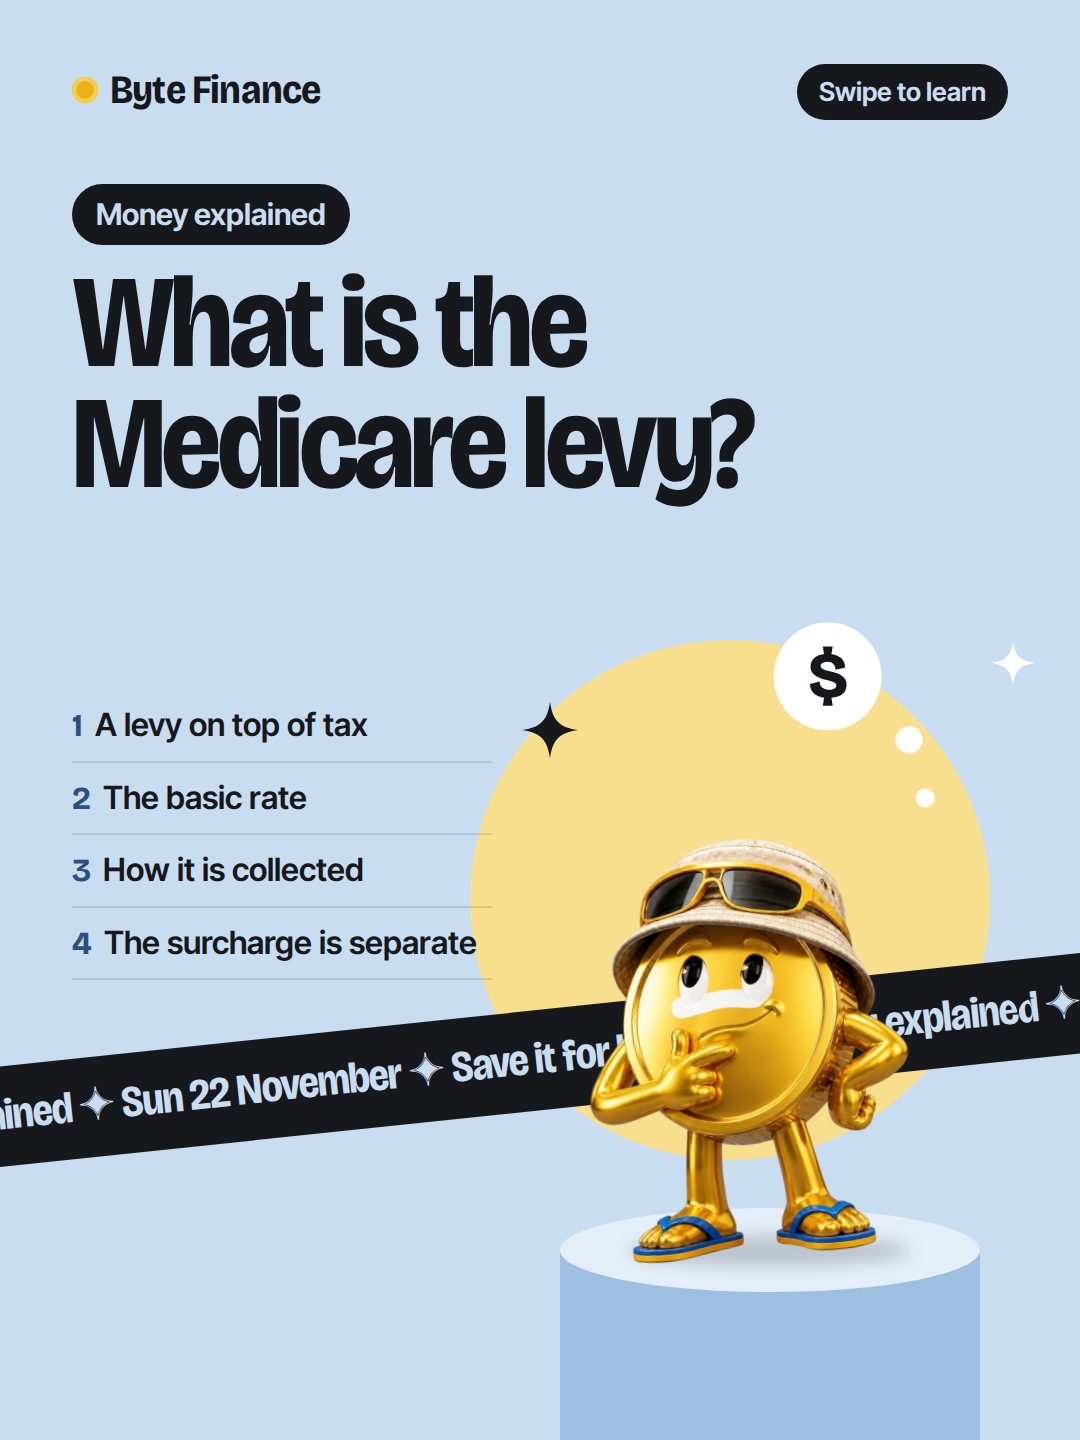 Byte Finance
Swipe to learn
Money explained
What is the
Medicare levy?
$
1 A levy on top of tax
2 The basic rate
3 How it is collected
4 The surcharge is separate
✦ Sun 22 November ✦ Save it for explained ✦